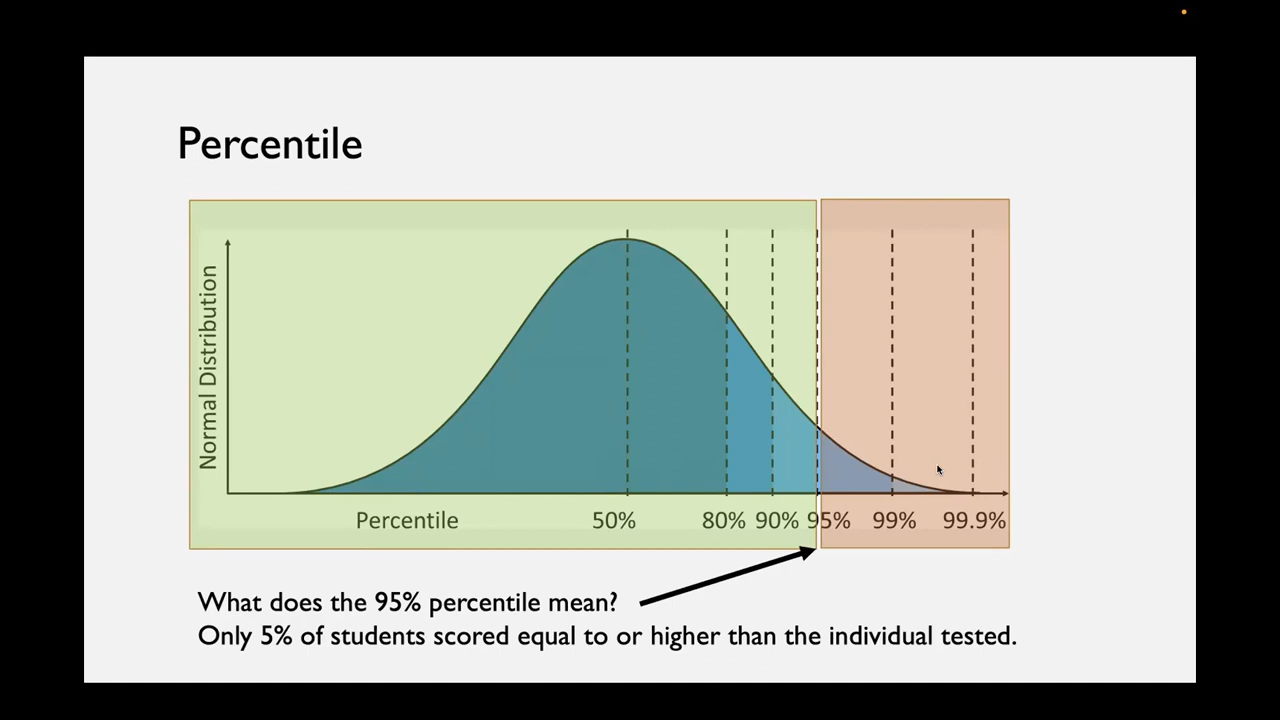 Percentile
Normal Distribution
Percentile 50% 80% 90% 95% 99% 99.9%
What does the 95% percentile mean?
Only 5% of students scored equal to or higher than the individual tested.